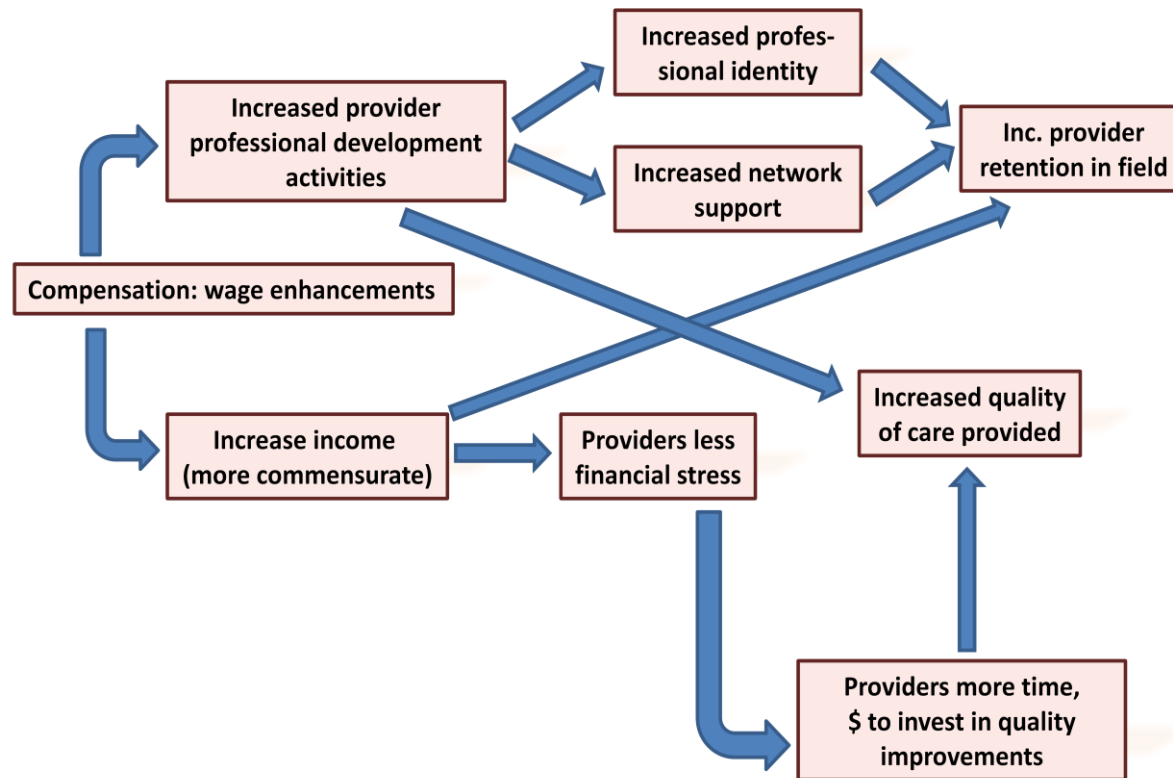 Increased profes-
sional identity
Increased provider
professional development
activities
Inc. provider
retention in field
Increased network
support
Compensation: wage enhancements
Increased quality
of care provided
Increase income
(more commensurate)
Providers less
financial stress
Providers more time,
$ to invest in quality
improvements